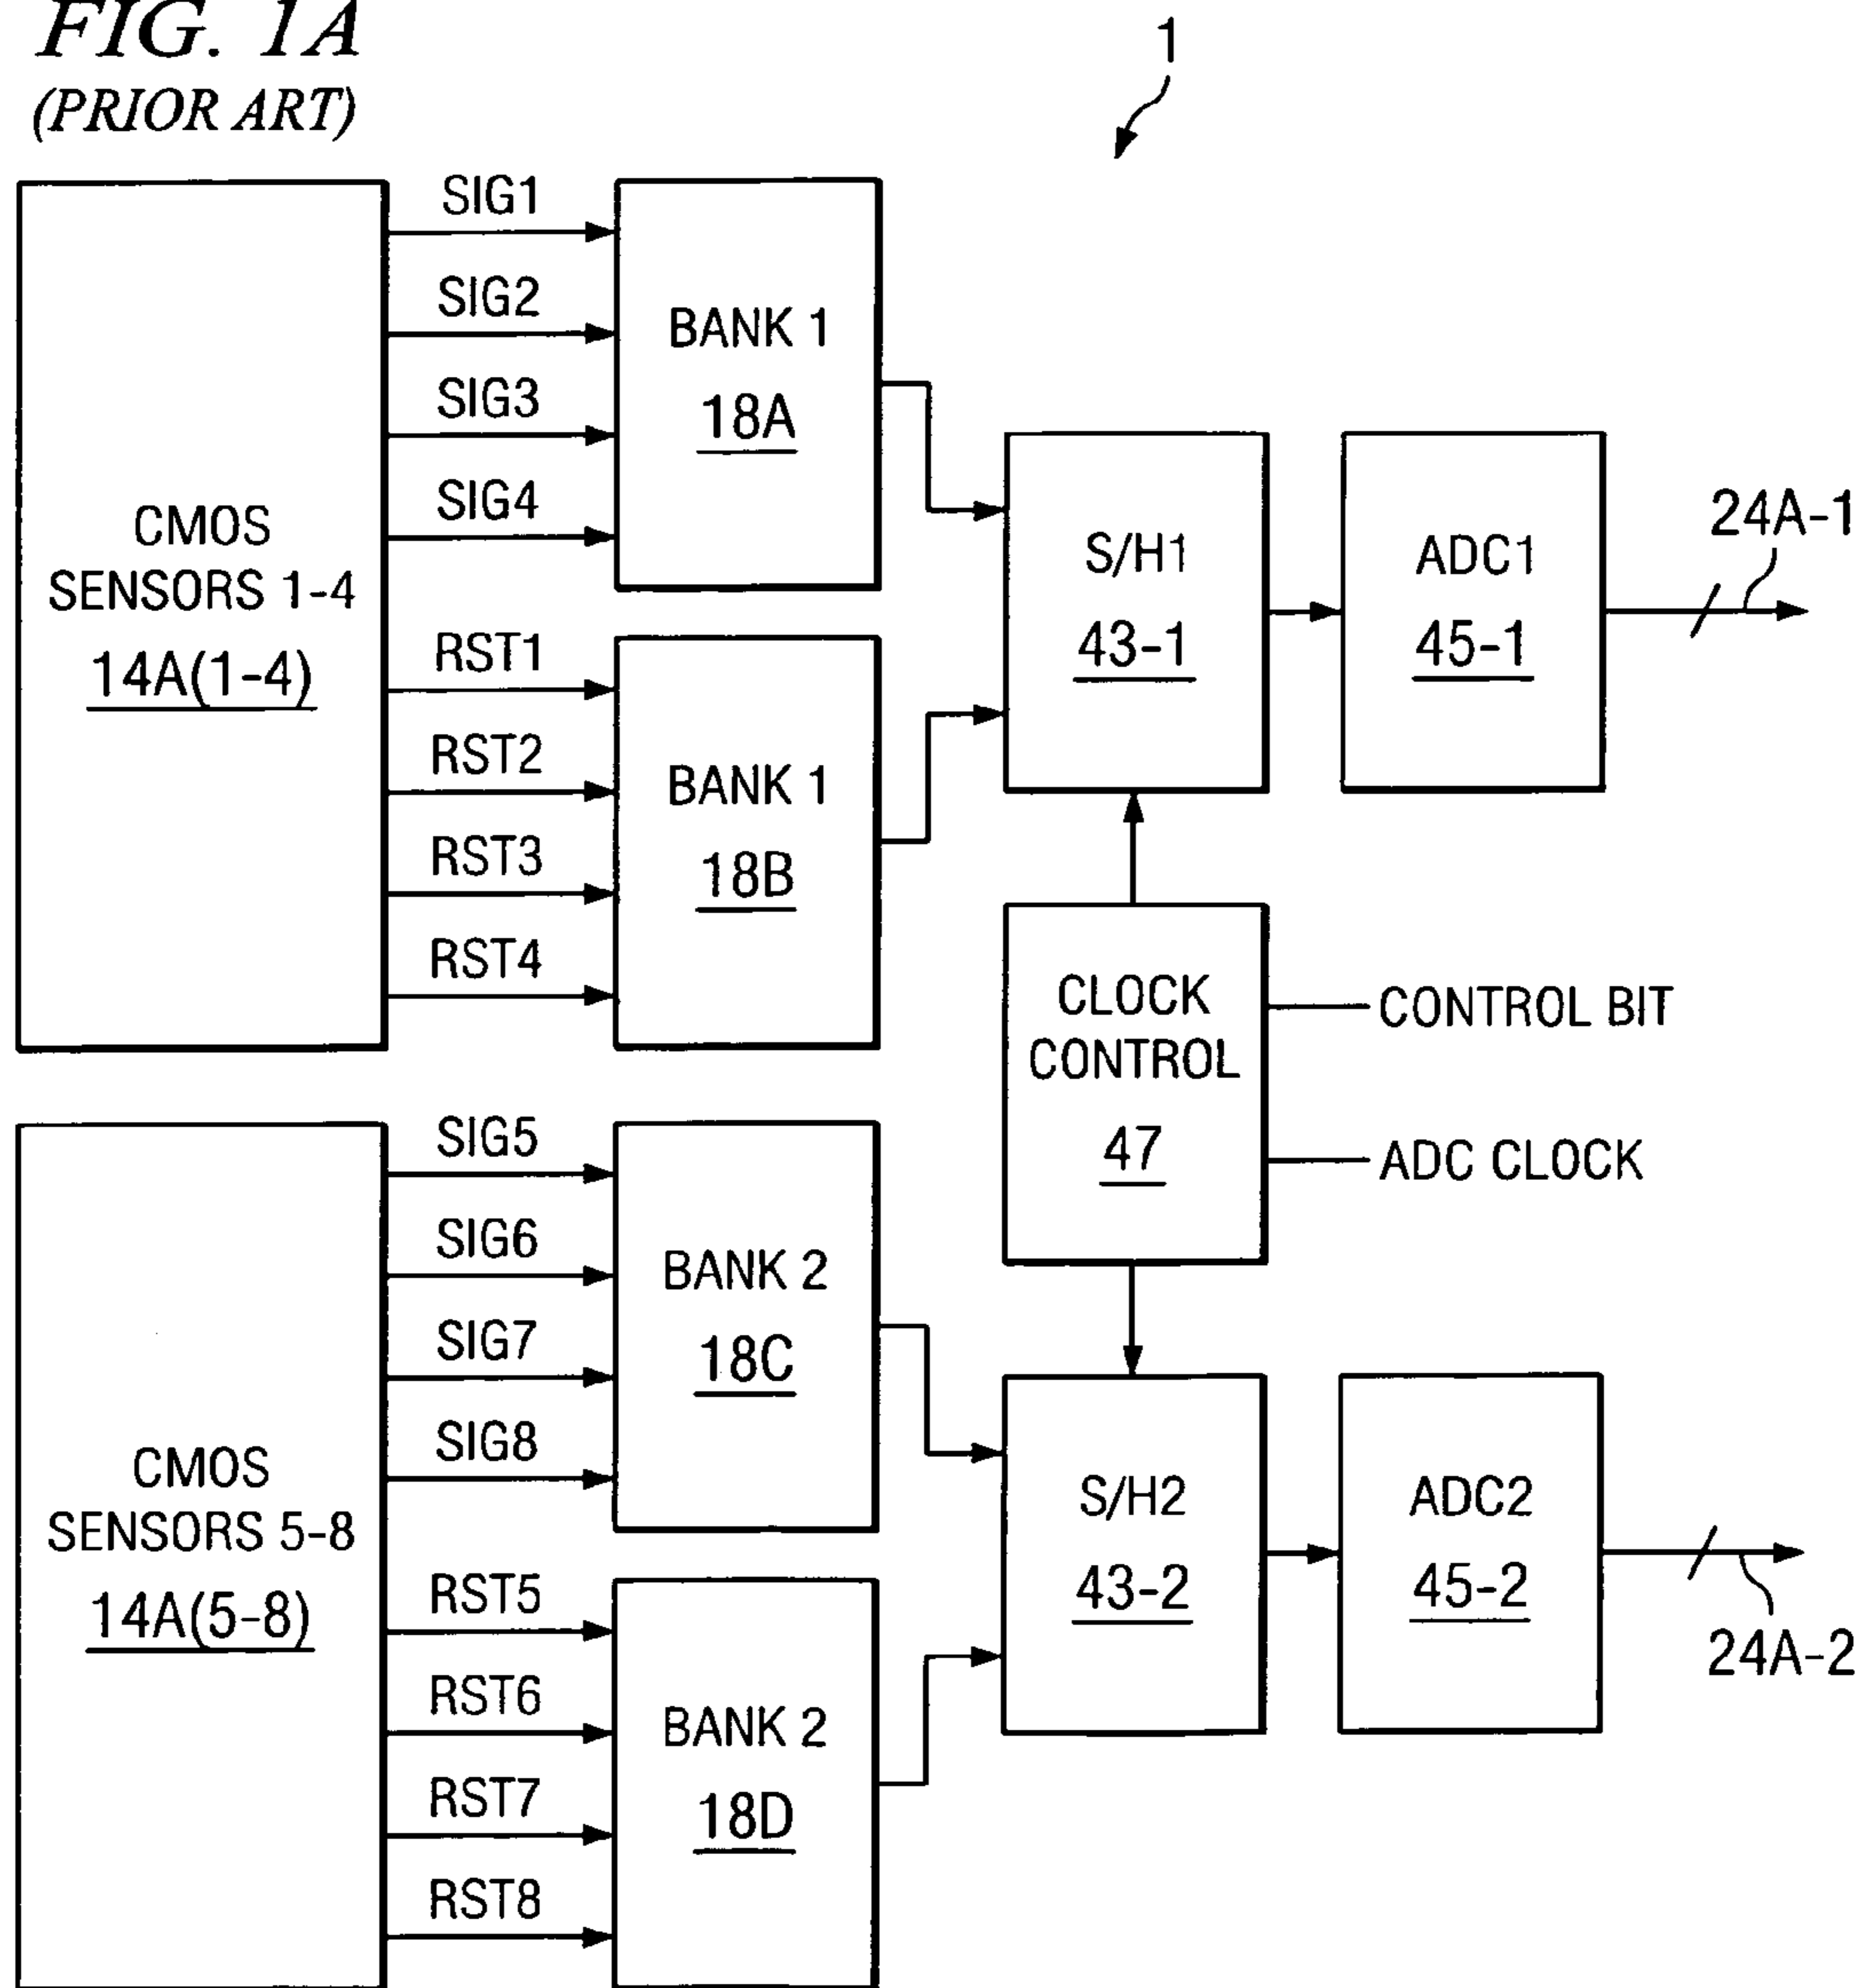 FIG. 1A
(PRIOR ART)
1
CMOS
SENSORS 1-4
14A(1-4)
SIG1
SIG2
SIG3
SIG4
RST1
RST2
RST3
RST4
BANK 1
18A
BANK 1
18B
S/H1
43-1
ADC1
45-1
24A-1
CLOCK
CONTROL
47
CONTROL BIT
ADC CLOCK
CMOS
SENSORS 5-8
14A(5-8)
SIG5
SIG6
SIG7
SIG8
RST5
RST6
RST7
RST8
BANK 2
18C
BANK 2
18D
S/H2
43-2
ADC2
45-2
24A-2